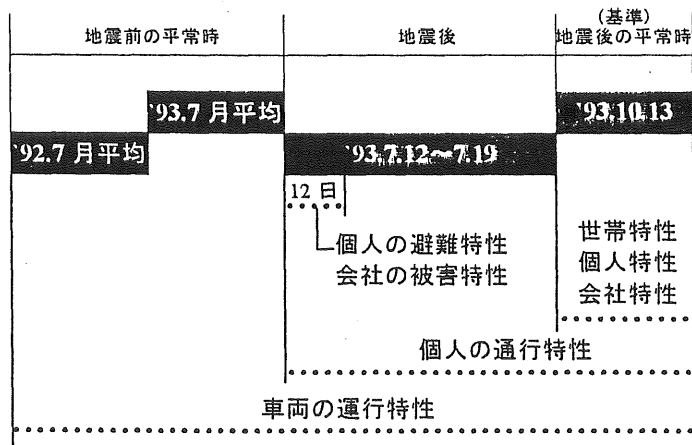 (基準)
地震前の平常時 地震後 地震後の平常時
'93.7 月平均 '93.10.13
'92.7 月平均 '93.7.12〜7.19
12 日
個人の避難特性
会社の被害特性
世帯特性
個人特性
会社特性
個人の通行特性
車両の運行特性